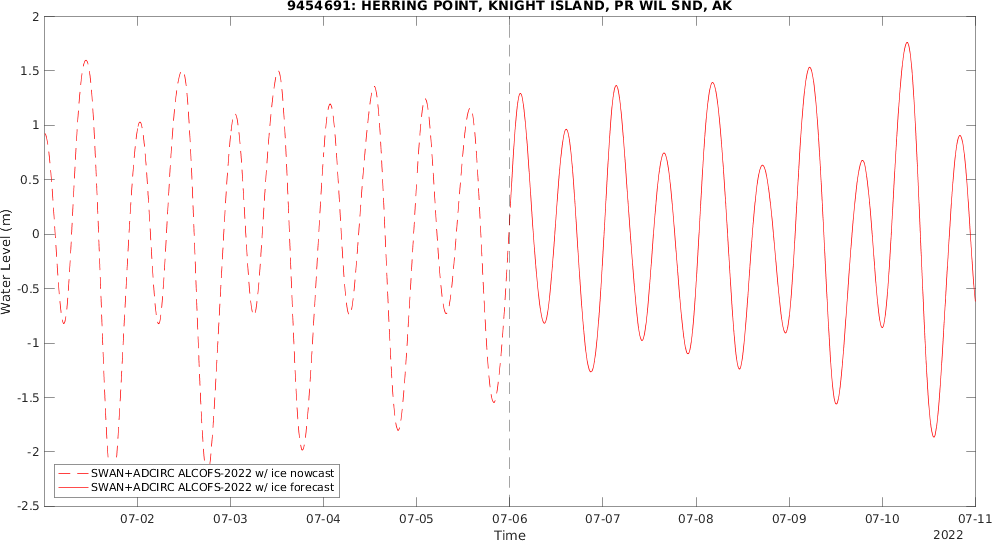 9454691: HERRING POINT, KNIGHT ISLAND, PR WIL SND, AK
2
1.5
1
0.5
0
-0.5
-1
-1.5
-2
-2.5
Water Level (m)
SWAN+ADCIRC ALCOFS-2022 w/ ice nowcast
SWAN+ADCIRC ALCOFS-2022 w/ ice forecast
07-02 07-03 07-04 07-05 07-06 07-07 07-08 07-09 07-10 07-11
Time
2022